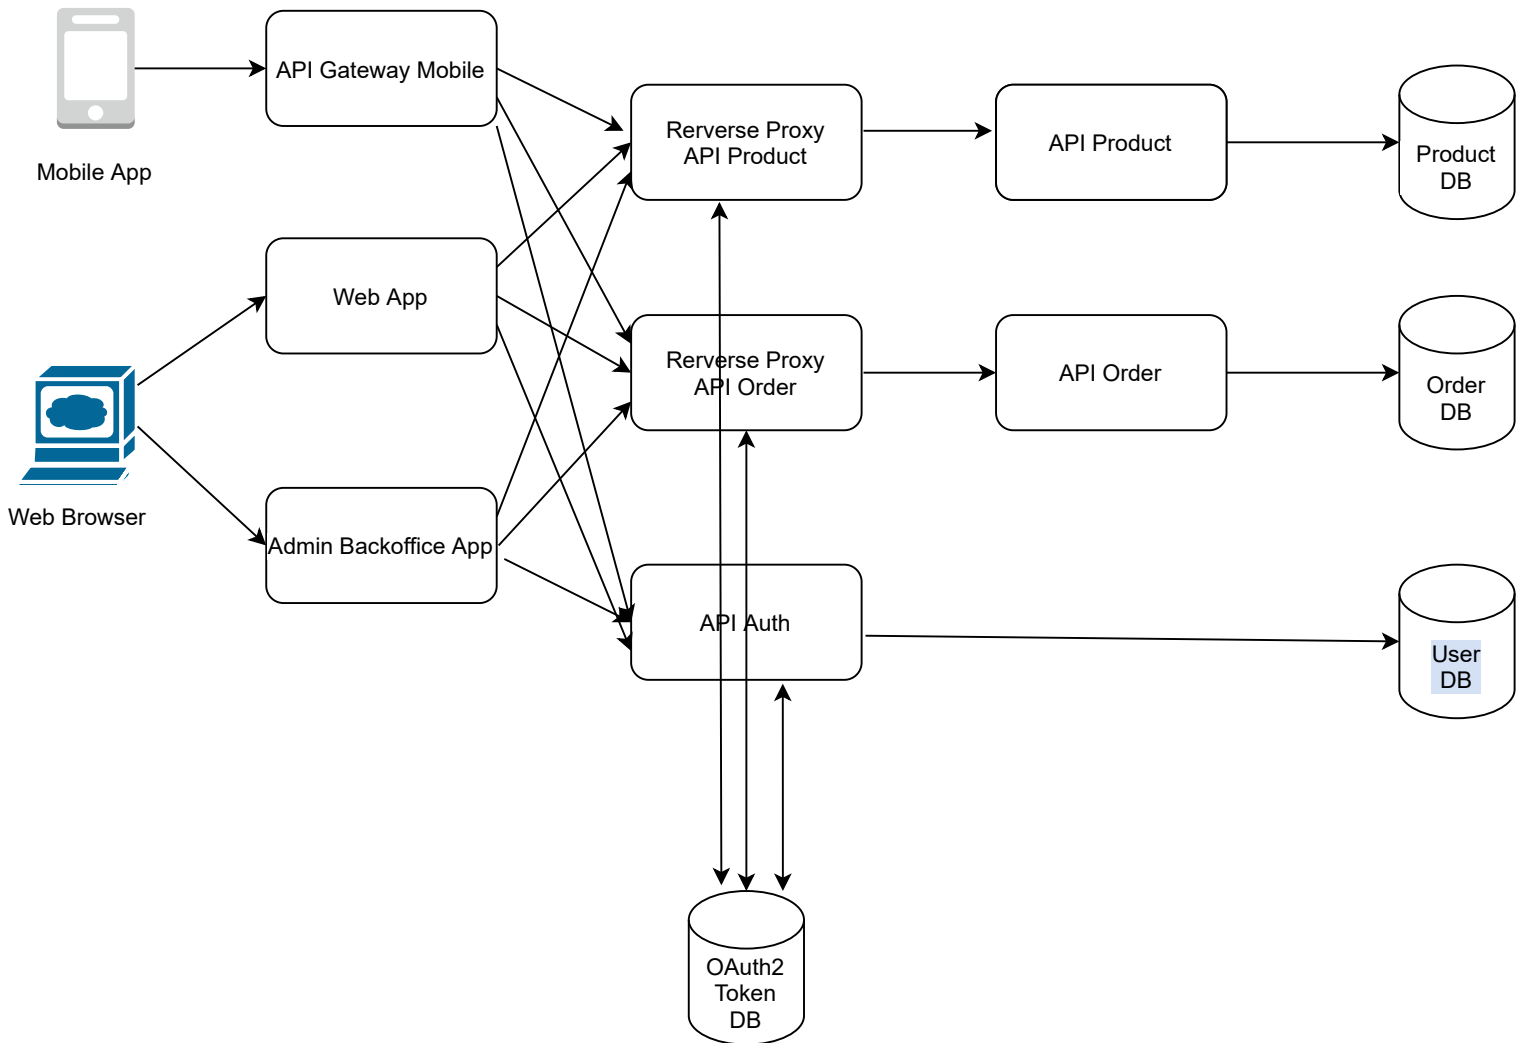 API Gateway Mobile
Mobile App
Rerverse Proxy
API Product
API Product
Product
DB
Web App
Rerverse Proxy
API Order
API Order
Order
DB
Web Browser
Admin Backoffice App
API Auth
User
DB
OAuth2
Token
DB